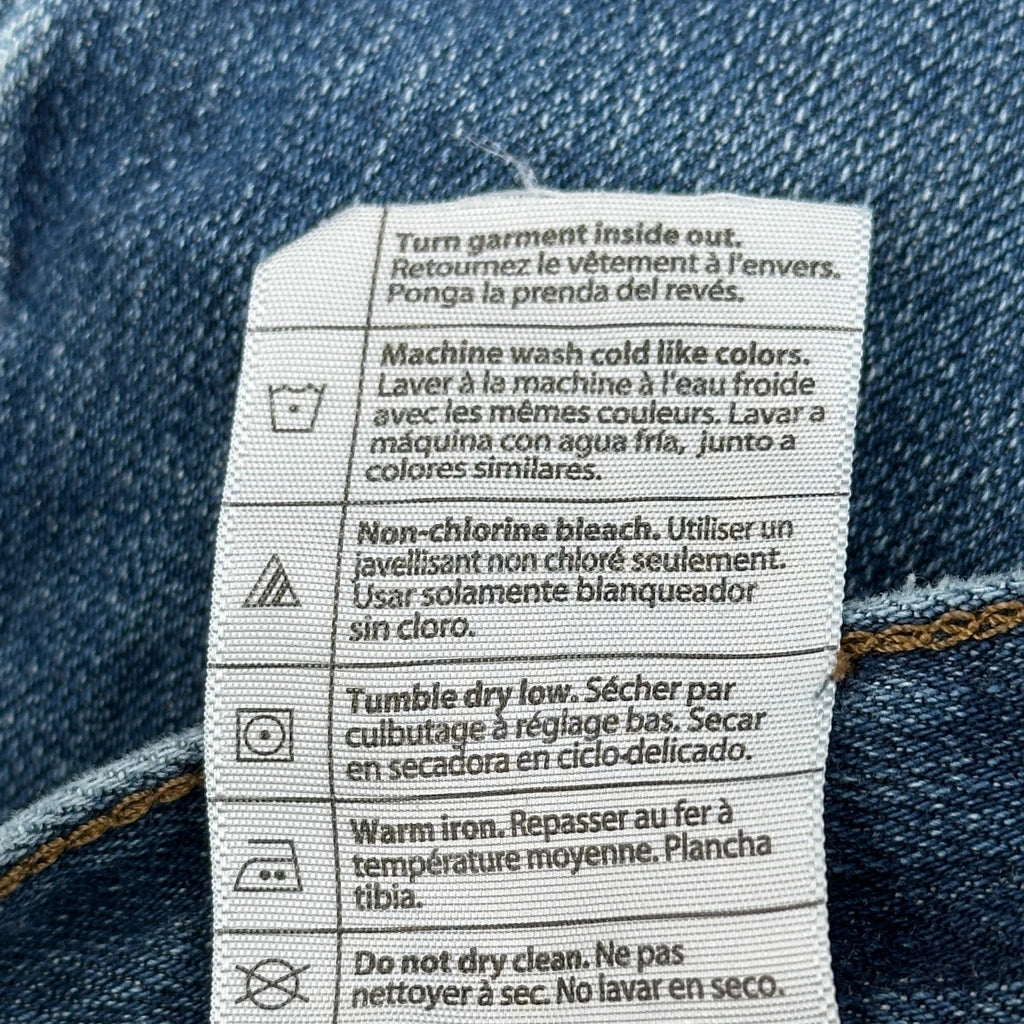 Turn garment inside out.
Retournez le vêtement à l'envers.
Ponga la prenda del revés.
Machine wash cold like colors.
Laver à la machine à l'eau froide
avec les mêmes couleurs. Lavar a
máquina con agua fría, junto a
colores similares.
Non-chlorine bleach. Utiliser un
javellisant non chloré seulement.
Usar solamente blanqueador
sin cloro.
Tumble dry low. Sécher par
culbutage à réglage bas. Secar
en secadora en ciclo-delicado.
Warm iron. Repasser au fer à
température moyenne. Plancha
tibia.
Do not dry clean. Ne pas
nettoyer à sec. No lavar en seco.